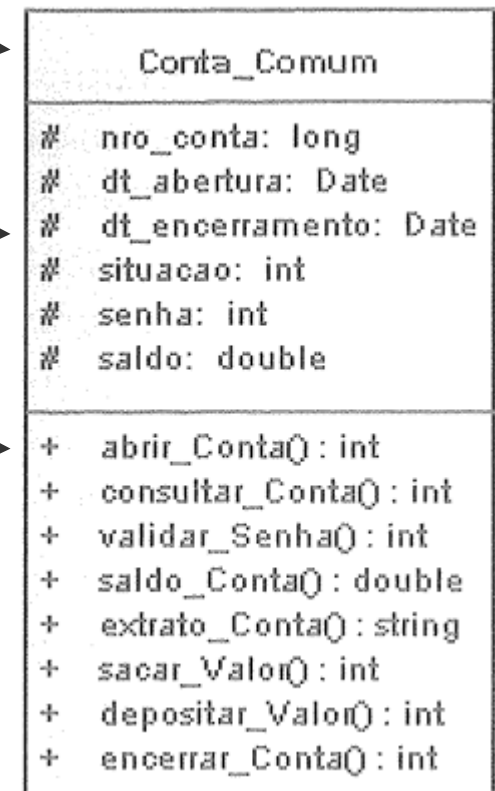 Conta_Comum
# nro_conta: long
# dt_abertura: Date
# dt_encerramento: Date
# situacao: int
# senha: int
# saldo: double
+ abrir_Conta() : int
+ consultar_Conta() : int
+ validar_Senha() : int
+ saldo_Conta() : double
+ extrato_Conta() : string
+ sacar_Valor() : int
+ depositar_Valor() : int
+ encerrar_Conta() : int